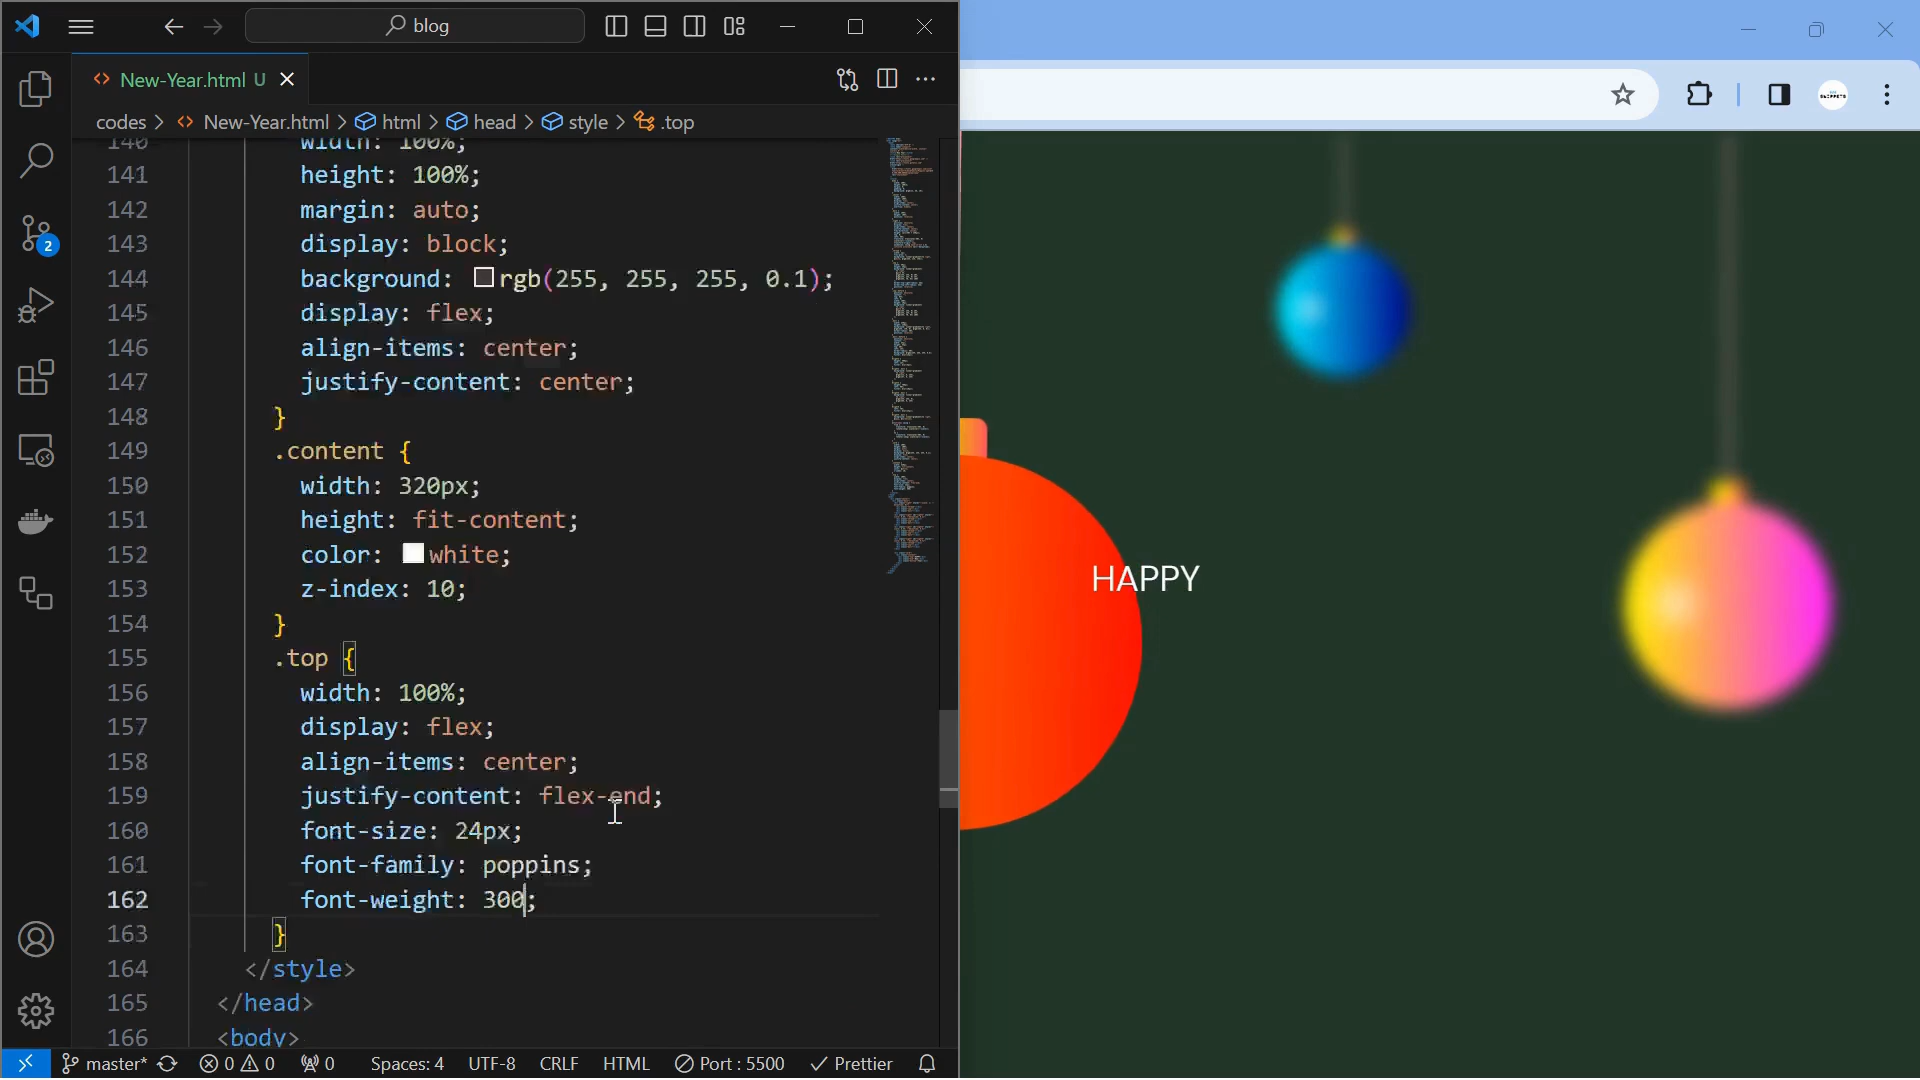 blog
New-Year.html U
codes > New-Year.html > html > head > style > .top
140 width: 100%;
141 height: 100%;
142 margin: auto;
143 display: block;
144 background: rgb(255, 255, 255, 0.1);
145 display: flex;
146 align-items: center;
147 justify-content: center;
148 }
149 .content {
150 width: 320px;
151 height: fit-content;
152 color: white;
153 z-index: 10;
154 }
155 .top {
156 width: 100%;
157 display: flex;
158 align-items: center;
159 justify-content: flex-end;
160 font-size: 24px;
161 font-family: poppins;
162 font-weight: 300;
163 }
164 </style>
165 </head>
166 <body>
2
master* 0 0 0 Spaces: 4 UTF-8 CRLF HTML Port : 5500 Prettier
HAPPY